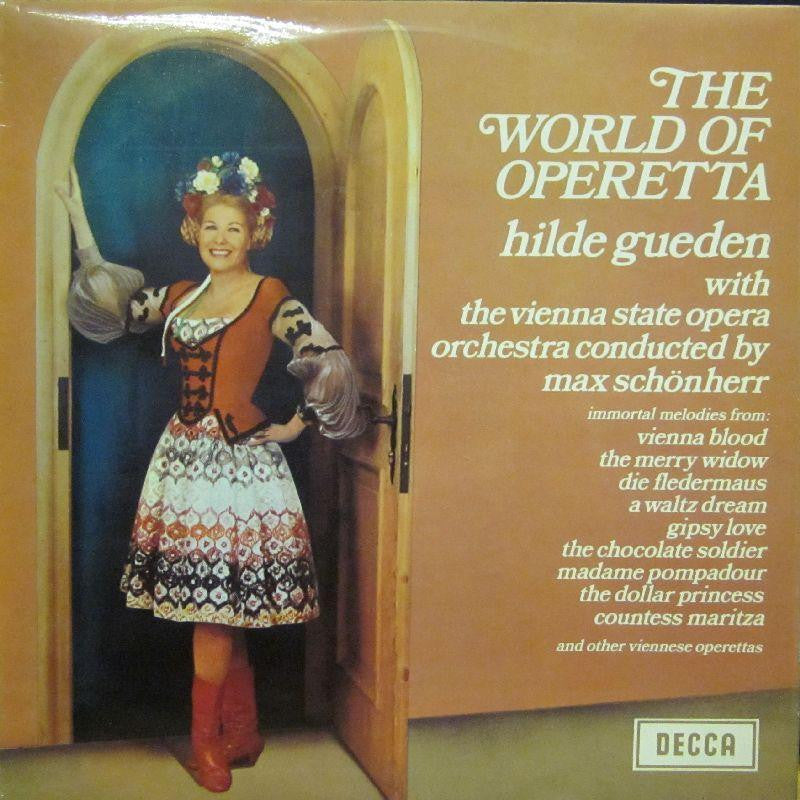 THE
WORLD OF
OPERETTA
hilde gueden
with
the vienna state opera
orchestra conducted by
max schönherr
immortal melodies from:
vienna blood
the merry widow
die fledermaus
a waltz dream
gipsy love
the chocolate soldier
madame pompadour
the dollar princess
countess maritza
and other viennese operettas
DECCA